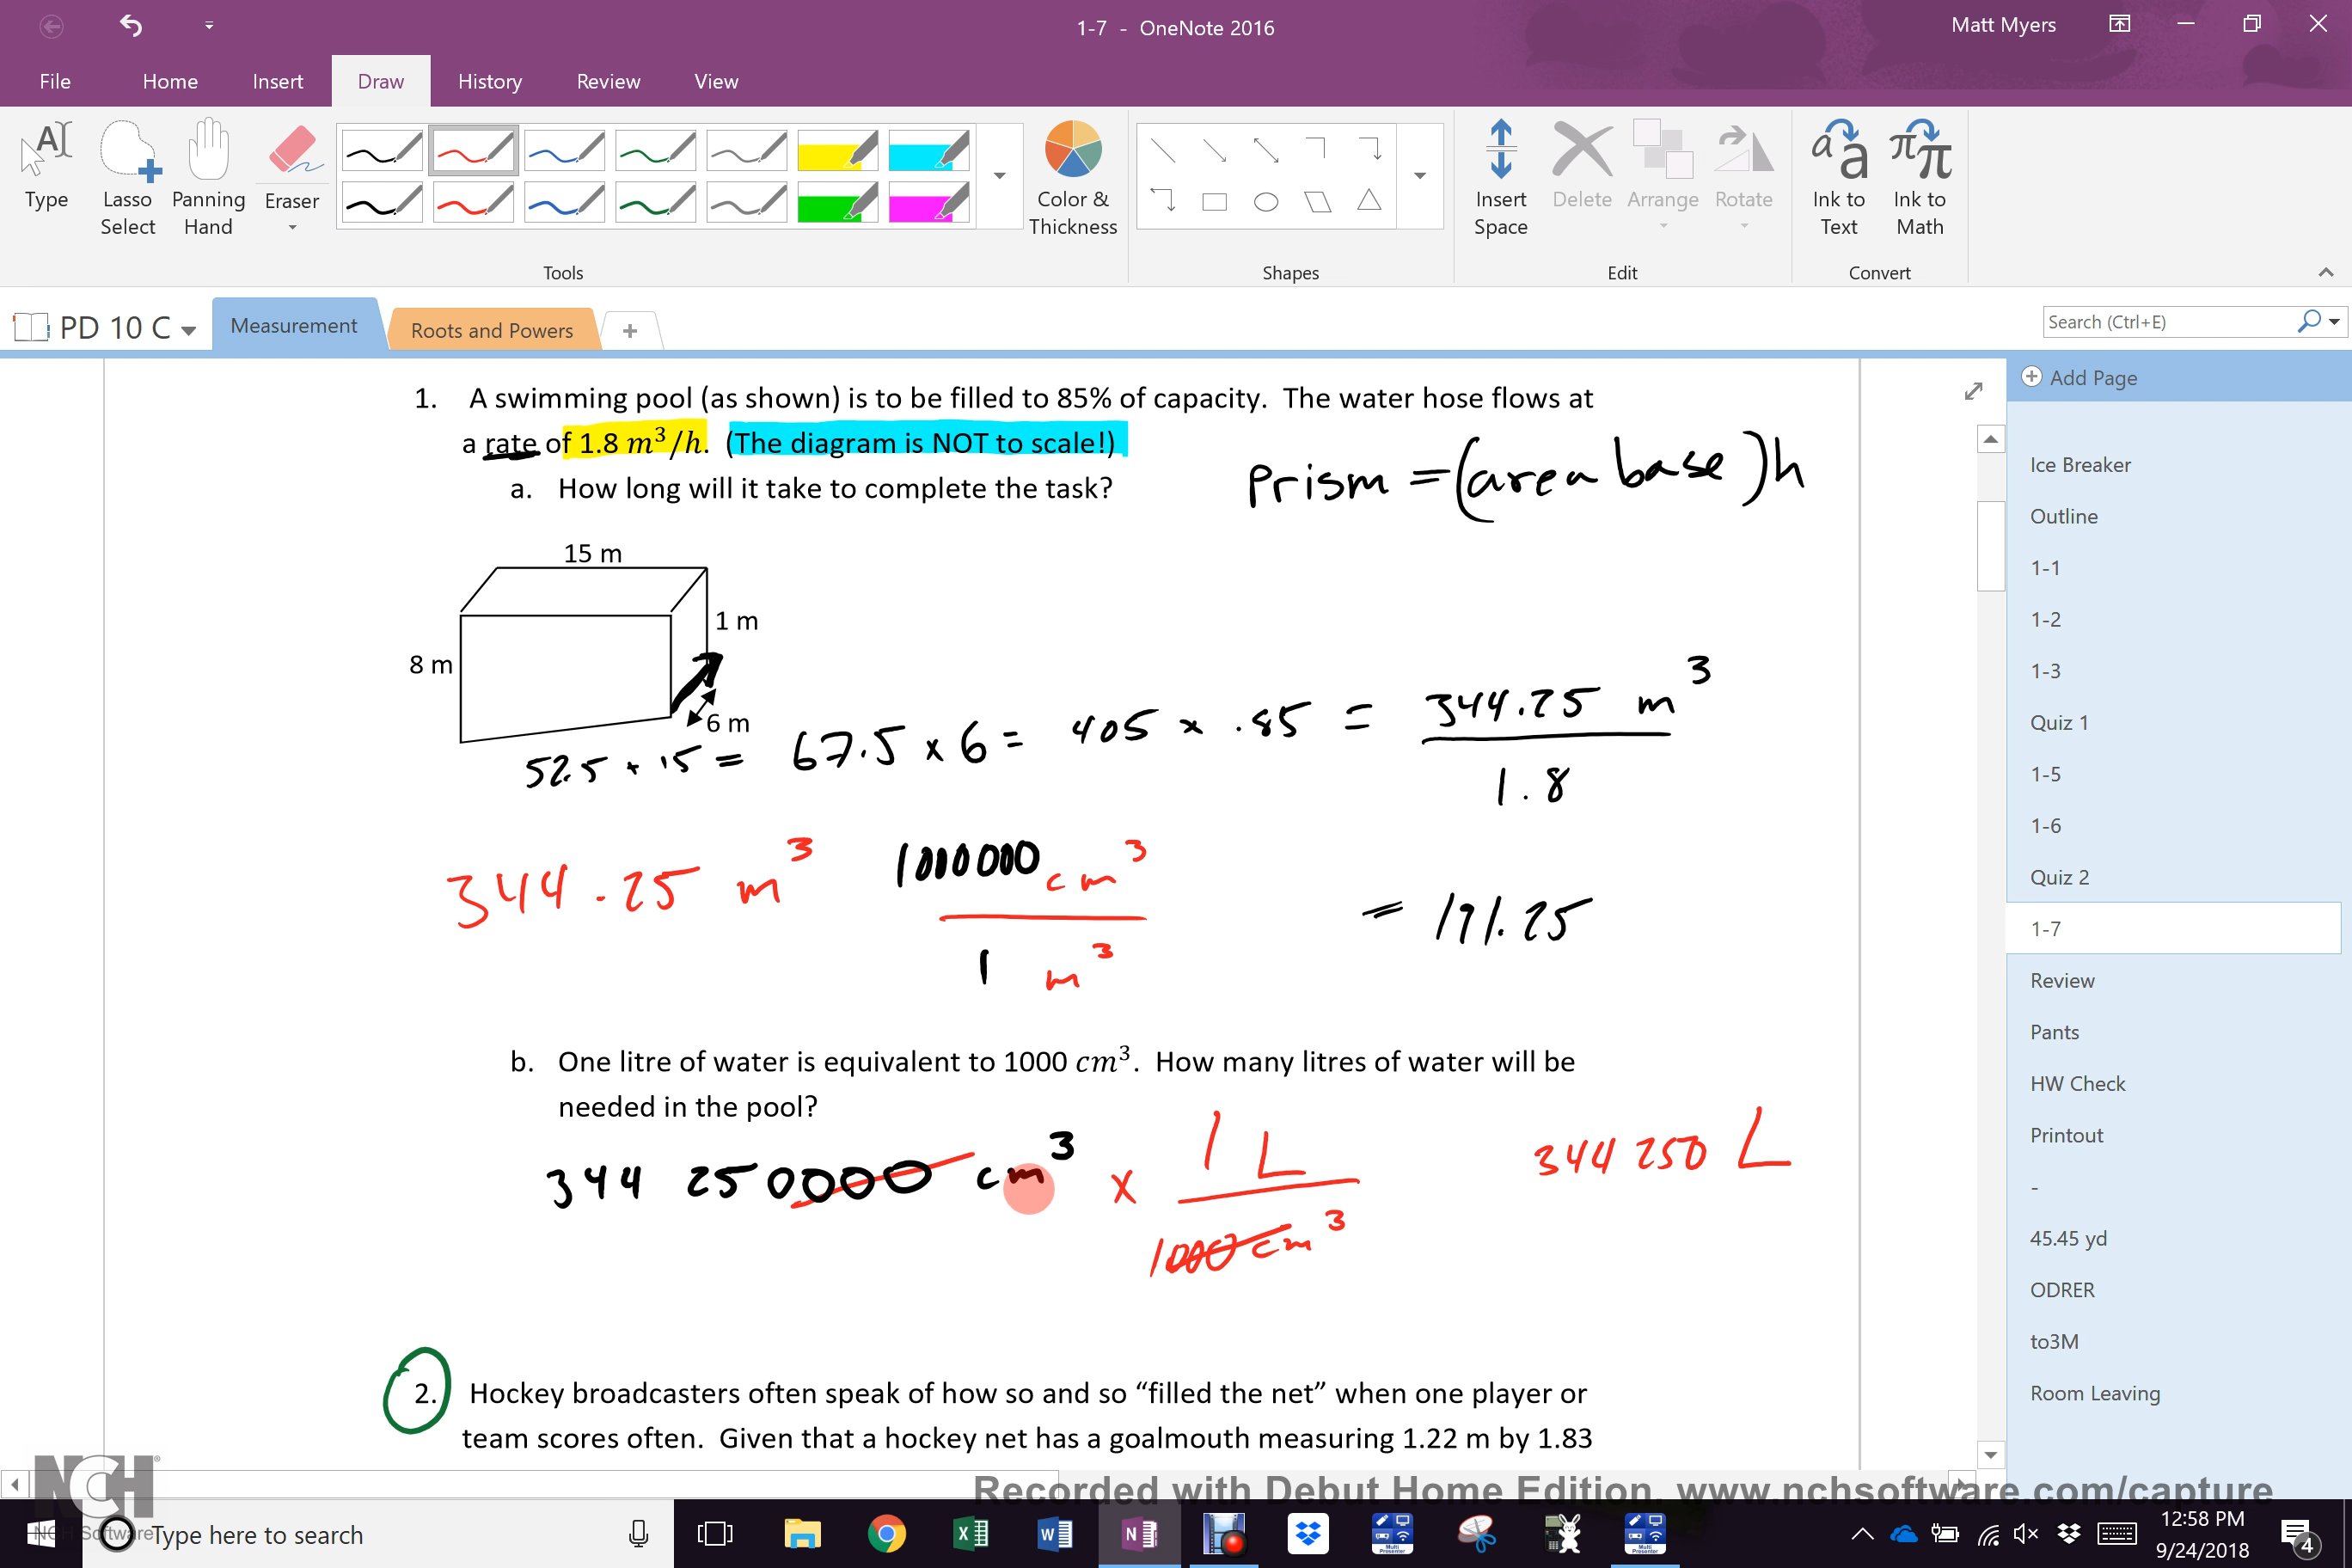 1-7 - OneNote 2016
Matt Myers
File Home Insert Draw History Review View
Type
Lasso Select
Panning Hand
Eraser
Color & Thickness
Insert Space
Delete
Arrange
Rotate
Ink to Text
Ink to Math
Tools
Shapes
Edit
Convert
PD 10 C
Measurement
Roots and Powers
Search (Ctrl+E)
1. A swimming pool (as shown) is to be filled to 85% of capacity. The water hose flows at
a rate of 1.8 m³/h. (The diagram is NOT to scale!)
a. How long will it take to complete the task?
Prism = (area base)h
15 m
1 m
8 m
6 m
52.5 + 15 = 67.5 x 6 = 405 x .85 = 344.25 m³
1.8
344.25 m³ 1000000 cm³
1 m³
= 191.25
b. One litre of water is equivalent to 1000 cm³. How many litres of water will be
needed in the pool?
344 250000 cm³ x 1 L
1000 cm³
344 250 L
2. Hockey broadcasters often speak of how so and so “filled the net” when one player or
team scores often. Given that a hockey net has a goalmouth measuring 1.22 m by 1.83
Add Page
Ice Breaker
Outline
1-1
1-2
1-3
Quiz 1
1-5
1-6
Quiz 2
1-7
Review
Pants
HW Check
Printout
-
45.45 yd
ODRER
to3M
Room Leaving
NCH
NCH Software
Recorded with Debut Home Edition. www.nchsoftware.com/capture
Type here to search
12:58 PM
9/24/2018
4